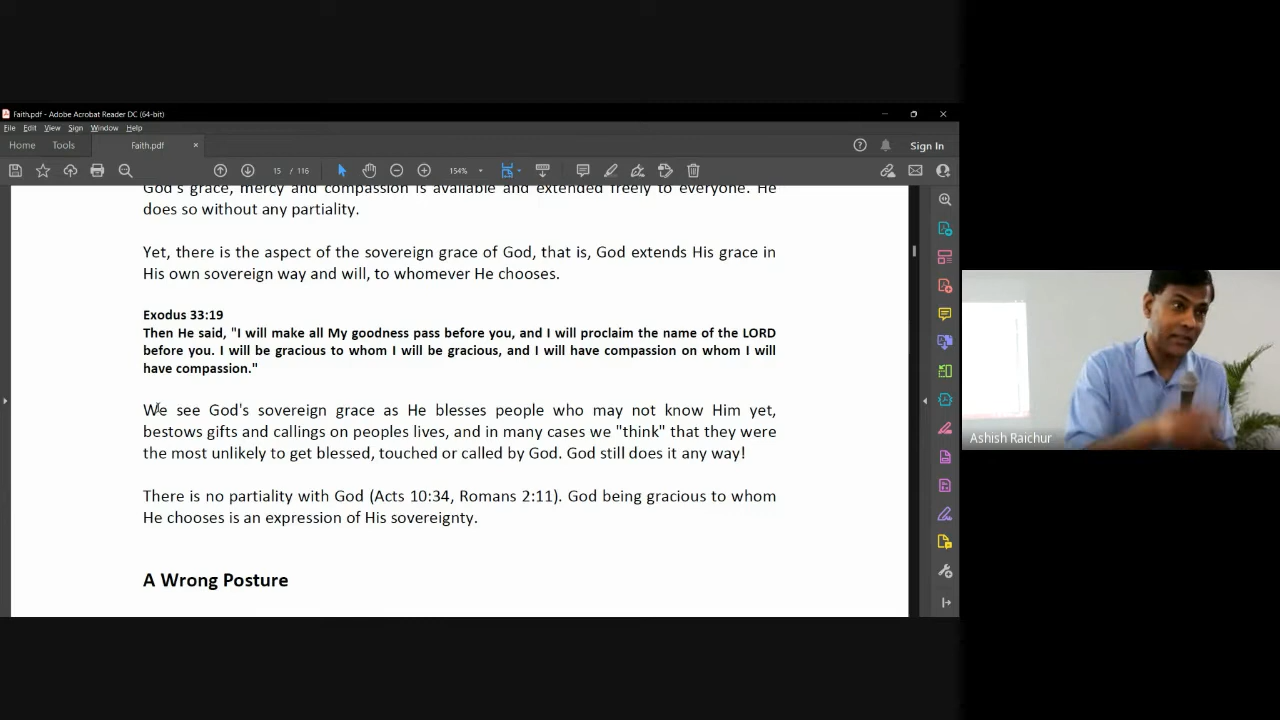 Faith.pdf - Adobe Acrobat Reader DC (64-bit)
File Edit View Sign Window Help
Home Tools Faith.pdf × Sign In
15 / 116 154%
God's grace, mercy and compassion is available and extended freely to everyone. He
does so without any partiality.
Yet, there is the aspect of the sovereign grace of God, that is, God extends His grace in
His own sovereign way and will, to whomever He chooses.
Exodus 33:19
Then He said, "I will make all My goodness pass before you, and I will proclaim the name of the LORD
before you. I will be gracious to whom I will be gracious, and I will have compassion on whom I will
have compassion."
We see God's sovereign grace as He blesses people who may not know Him yet,
bestows gifts and callings on peoples lives, and in many cases we "think" that they were
the most unlikely to get blessed, touched or called by God. God still does it any way!
There is no partiality with God (Acts 10:34, Romans 2:11). God being gracious to whom
He chooses is an expression of His sovereignty.
A Wrong Posture
Ashish Raichur